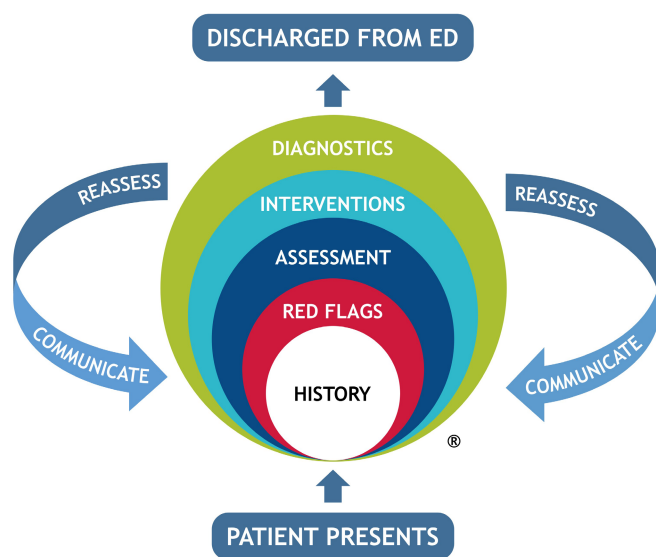 DISCHARGED FROM ED
DIAGNOSTICS
REASSESS
REASSESS
INTERVENTIONS
ASSESSMENT
RED FLAGS
COMMUNICATE
COMMUNICATE
HISTORY
®
PATIENT PRESENTS